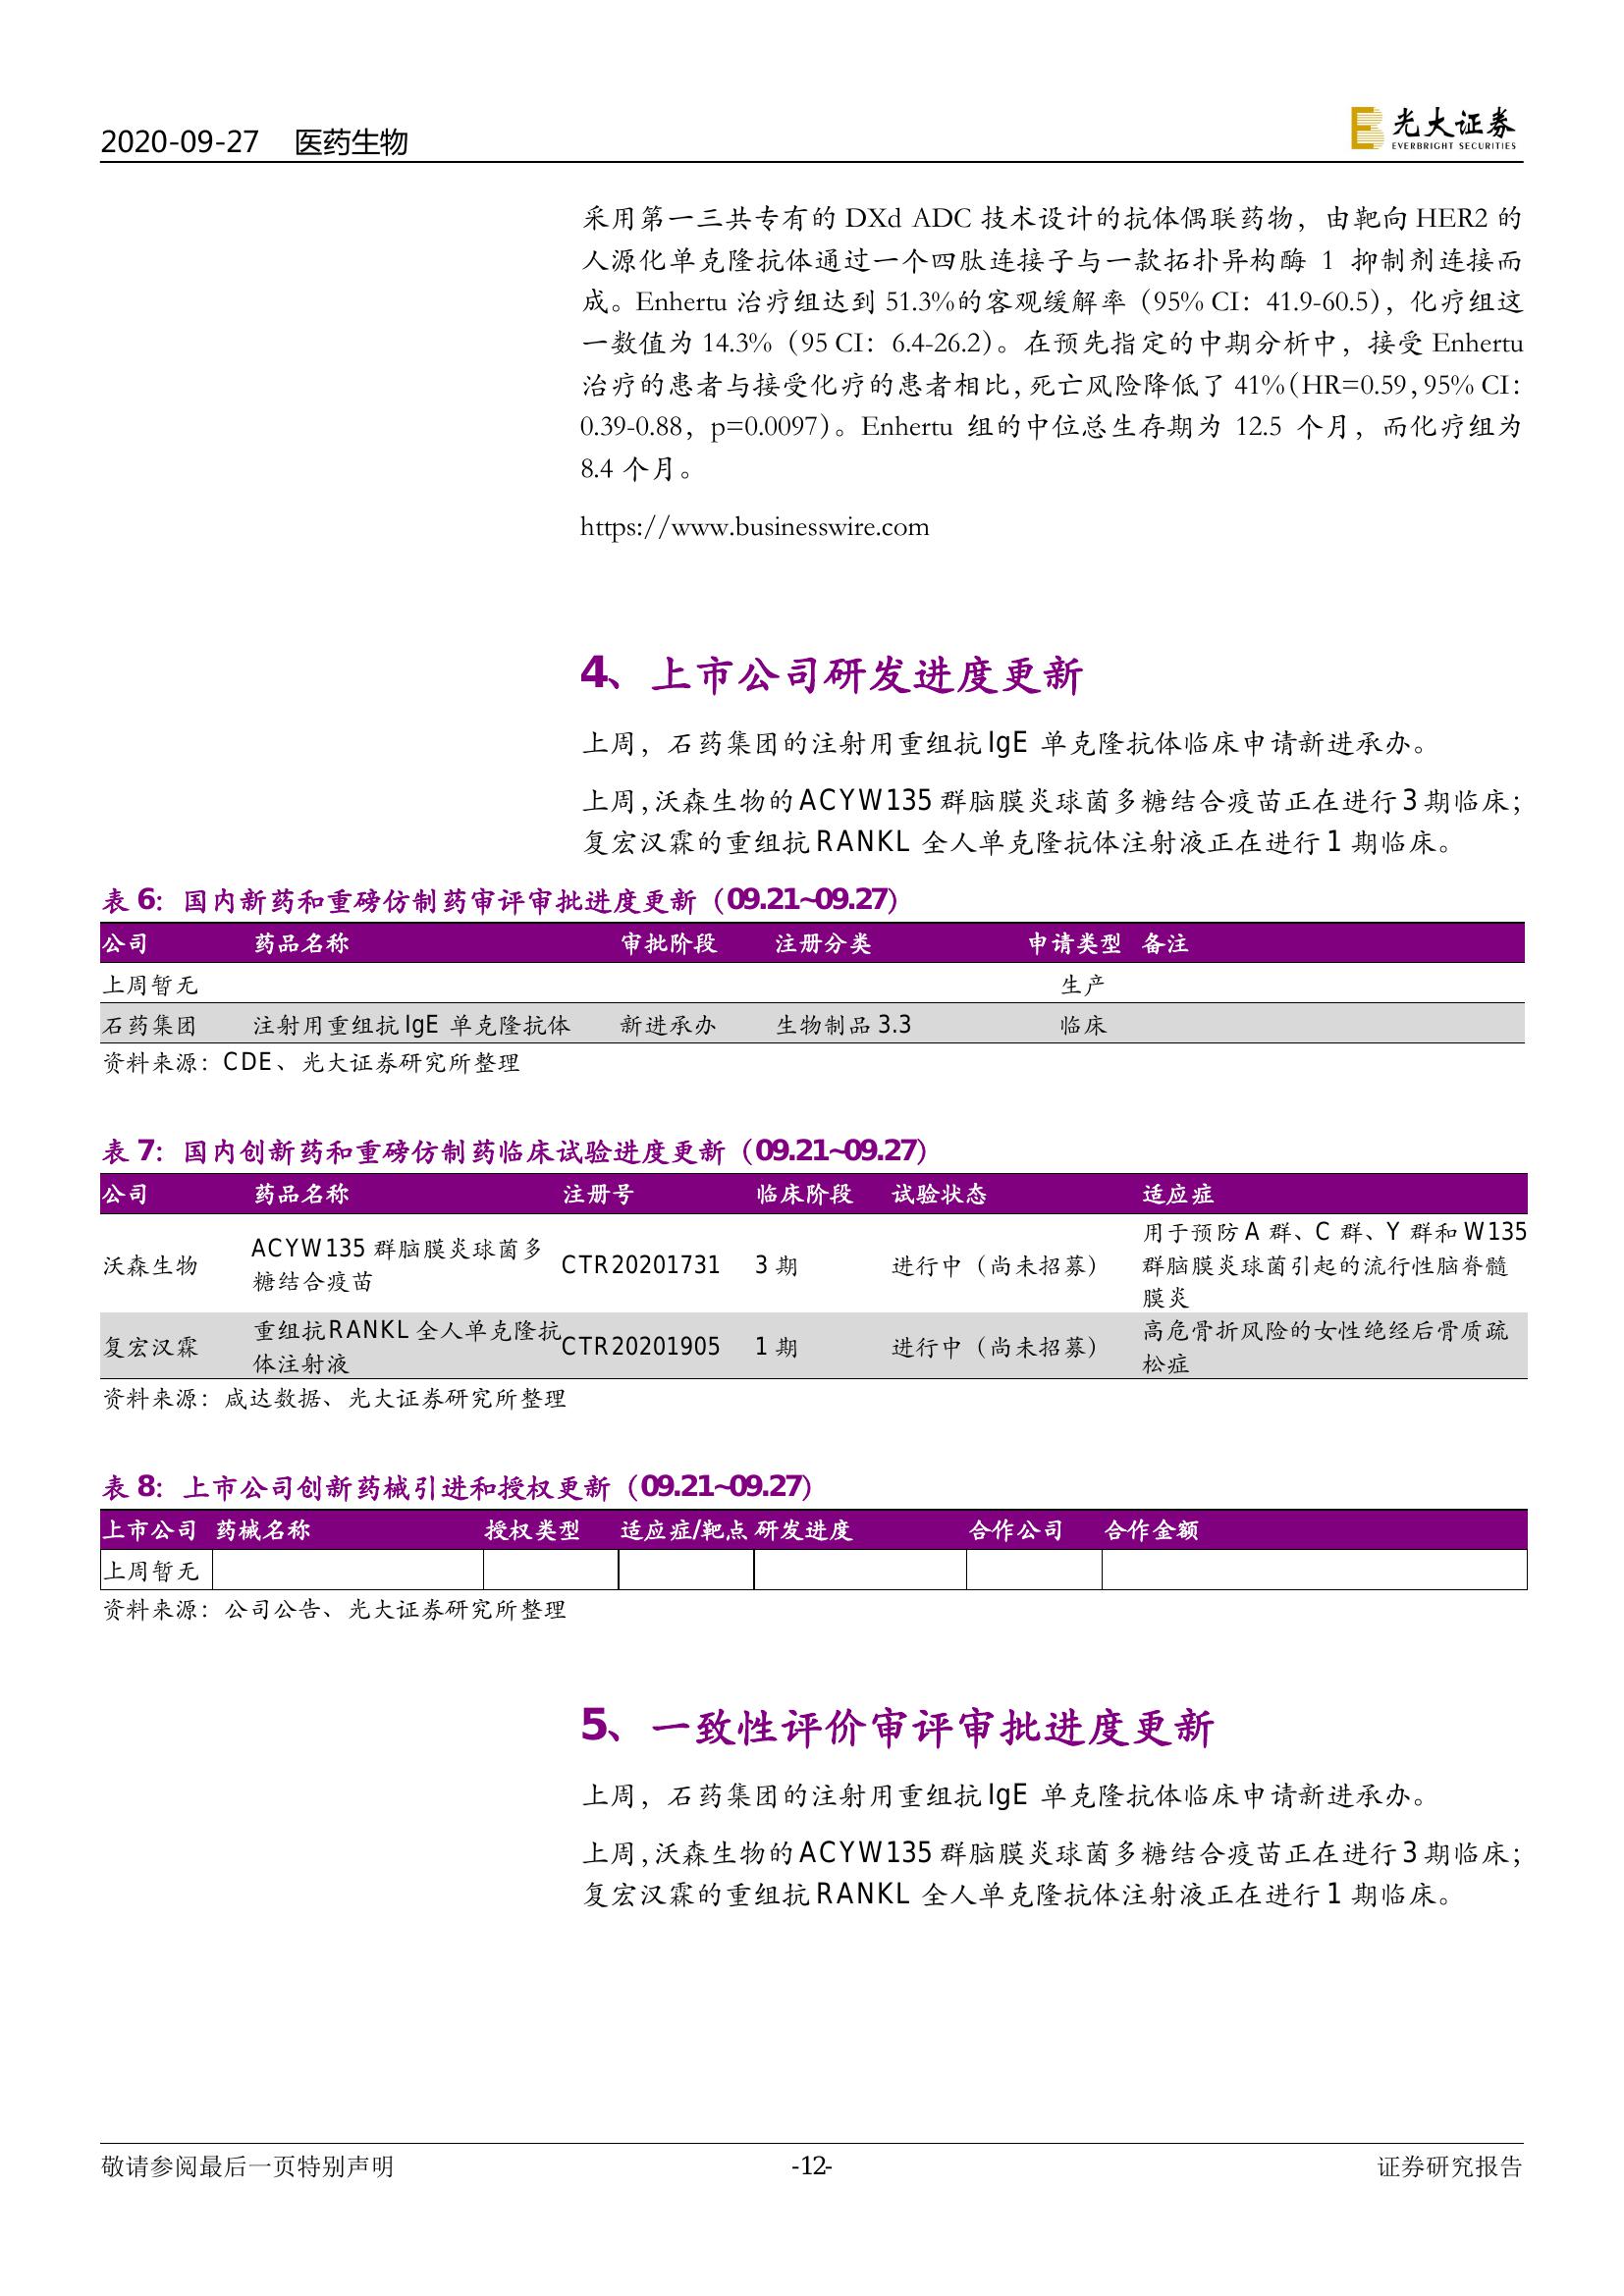 2020-09-27 医药生物
光大证券
EVERBRIGHT SECURITIES
采用第一三共专有的 DXd ADC 技术设计的抗体偶联药物，由靶向 HER2 的
人源化单克隆抗体通过一个四肽连接子与一款拓扑异构酶 1 抑制剂连接而
成。Enhertu 治疗组达到 51.3%的客观缓解率（95% CI：41.9-60.5），化疗组这
一数值为 14.3%（95 CI：6.4-26.2）。在预先指定的中期分析中，接受 Enhertu
治疗的患者与接受化疗的患者相比，死亡风险降低了 41%（HR=0.59，95% CI：
0.39-0.88，p=0.0097）。Enhertu 组的中位总生存期为 12.5 个月，而化疗组为
8.4 个月。
https://www.businesswire.com
4、上市公司研发进度更新
上周，石药集团的注射用重组抗 IgE 单克隆抗体临床申请新进承办。
上周，沃森生物的 ACYW135 群脑膜炎球菌多糖结合疫苗正在进行 3 期临床；
复宏汉霖的重组抗 RANKL 全人单克隆抗体注射液正在进行 1 期临床。
表 6：国内新药和重磅仿制药审评审批进度更新（09.21~09.27）
公司 药品名称 审批阶段 注册分类 申请类型 备注
上周暂无 生产
石药集团 注射用重组抗 IgE 单克隆抗体 新进承办 生物制品 3.3 临床
资料来源：CDE、光大证券研究所整理
表 7：国内创新药和重磅仿制药临床试验进度更新（09.21~09.27）
公司 药品名称 注册号 临床阶段 试验状态 适应症
沃森生物 ACYW135 群脑膜炎球菌多
糖结合疫苗 CTR20201731 3 期 进行中（尚未招募） 用于预防 A 群、C 群、Y 群和 W135
群脑膜炎球菌引起的流行性脑脊髓
膜炎
复宏汉霖 重组抗 RANKL 全人单克隆抗
体注射液 CTR20201905 1 期 进行中（尚未招募） 高危骨折风险的女性绝经后骨质疏
松症
资料来源：咸达数据、光大证券研究所整理
表 8：上市公司创新药械引进和授权更新（09.21~09.27）
上市公司 药械名称 授权类型 适应症/靶点 研发进度 合作公司 合作金额
上周暂无
资料来源：公司公告、光大证券研究所整理
5、一致性评价审评审批进度更新
上周，石药集团的注射用重组抗 IgE 单克隆抗体临床申请新进承办。
上周，沃森生物的 ACYW135 群脑膜炎球菌多糖结合疫苗正在进行 3 期临床；
复宏汉霖的重组抗 RANKL 全人单克隆抗体注射液正在进行 1 期临床。
敬请参阅最后一页特别声明 -12- 证券研究报告